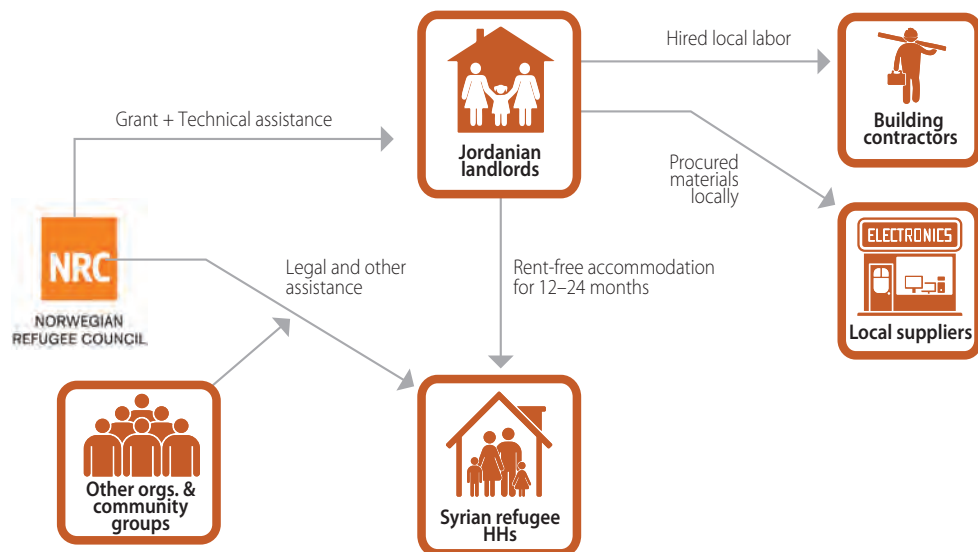 Hired local labor
Building
contractors
Grant + Technical assistance
Jordanian
landlords
Procured
materials
locally
ELECTRONICS
Local suppliers
NRC
NORWEGIAN
REFUGEE COUNCIL
Legal and other
assistance
Rent-free accommodation
for 12–24 months
Other orgs. &
community
groups
Syrian refugee
HHs